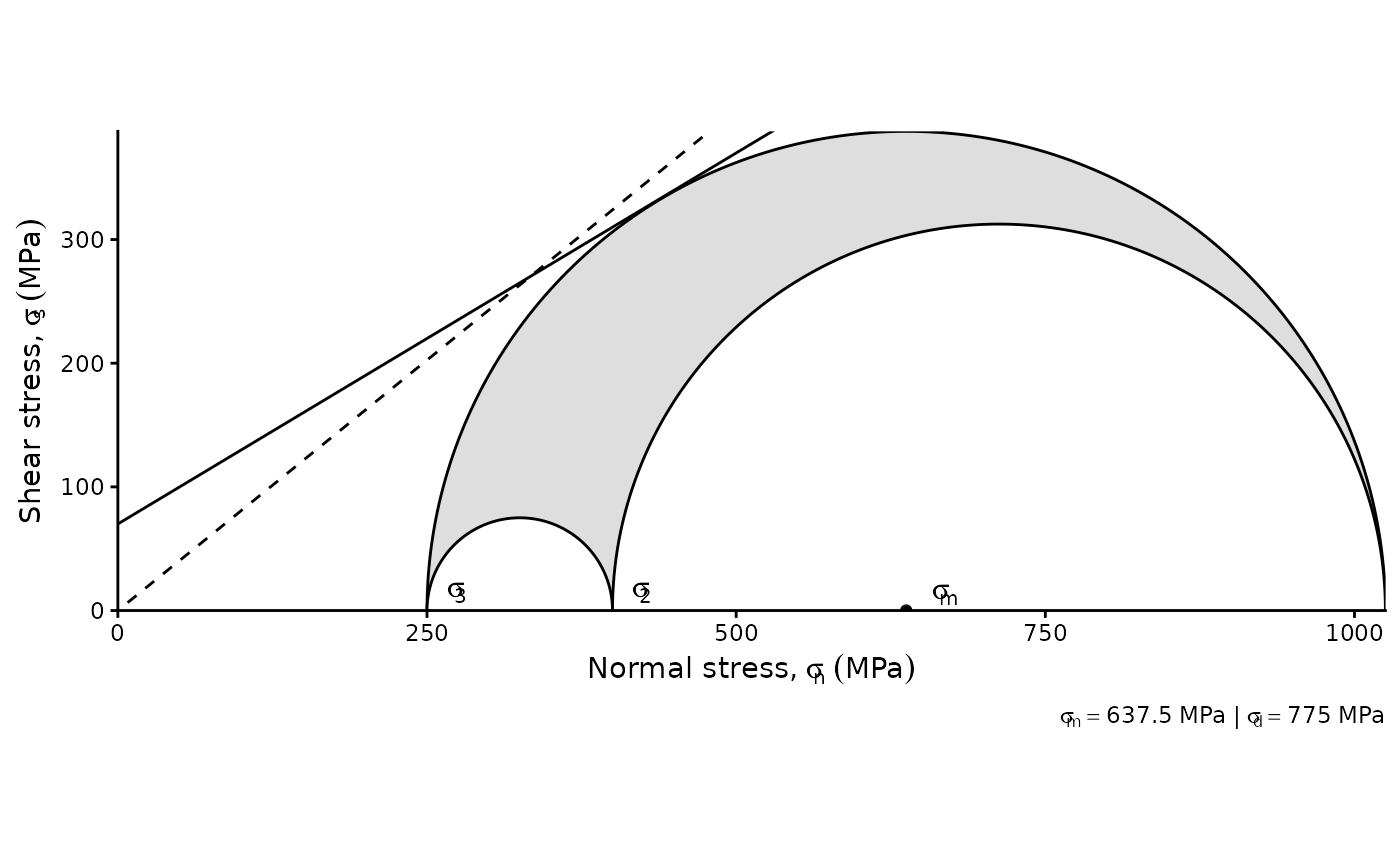 Shear stress, σs (MPa)
300
200
100
0
σ3
σ2
σm
0 250 500 750 1000
Normal stress, σn (MPa)
σm = 637.5 MPa | σd = 775 MPa